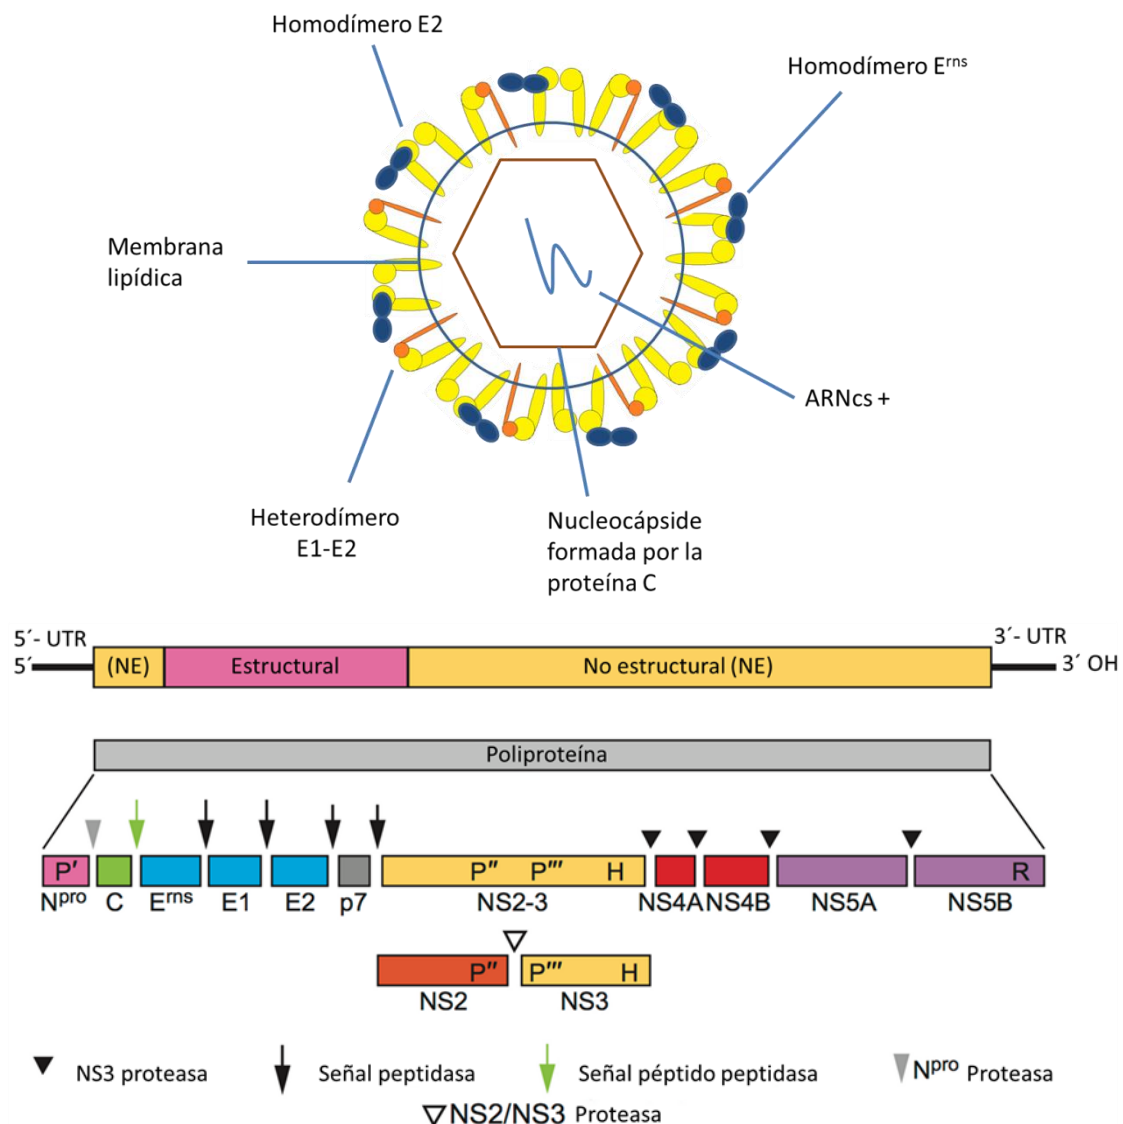 Homodímero E2
Homodímero Erns
Membrana
lipídica
ARNcs +
Heterodímero
E1-E2
Nucleocápside
formada por la
proteína C
5´- UTR
3´- UTR
5´
(NE)
Estructural
No estructural (NE)
3´ OH
Poliproteína
P′
P″
P‴
H
R
Npro
C
Erns
E1
E2
p7
NS2-3
NS4A
NS4B
NS5A
NS5B
P″
P‴
H
NS2
NS3
NS3 proteasa
Señal peptidasa
Señal péptido peptidasa
Npro Proteasa
NS2/NS3 Proteasa